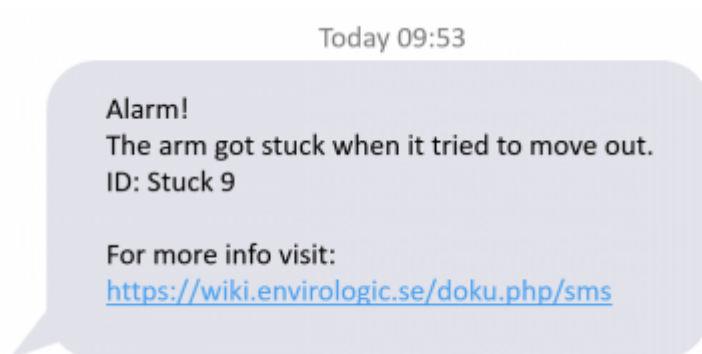 Today 09:53
Alarm!
The arm got stuck when it tried to move out.
ID: Stuck 9
For more info visit:
https://wiki.envirologic.se/doku.php/sms